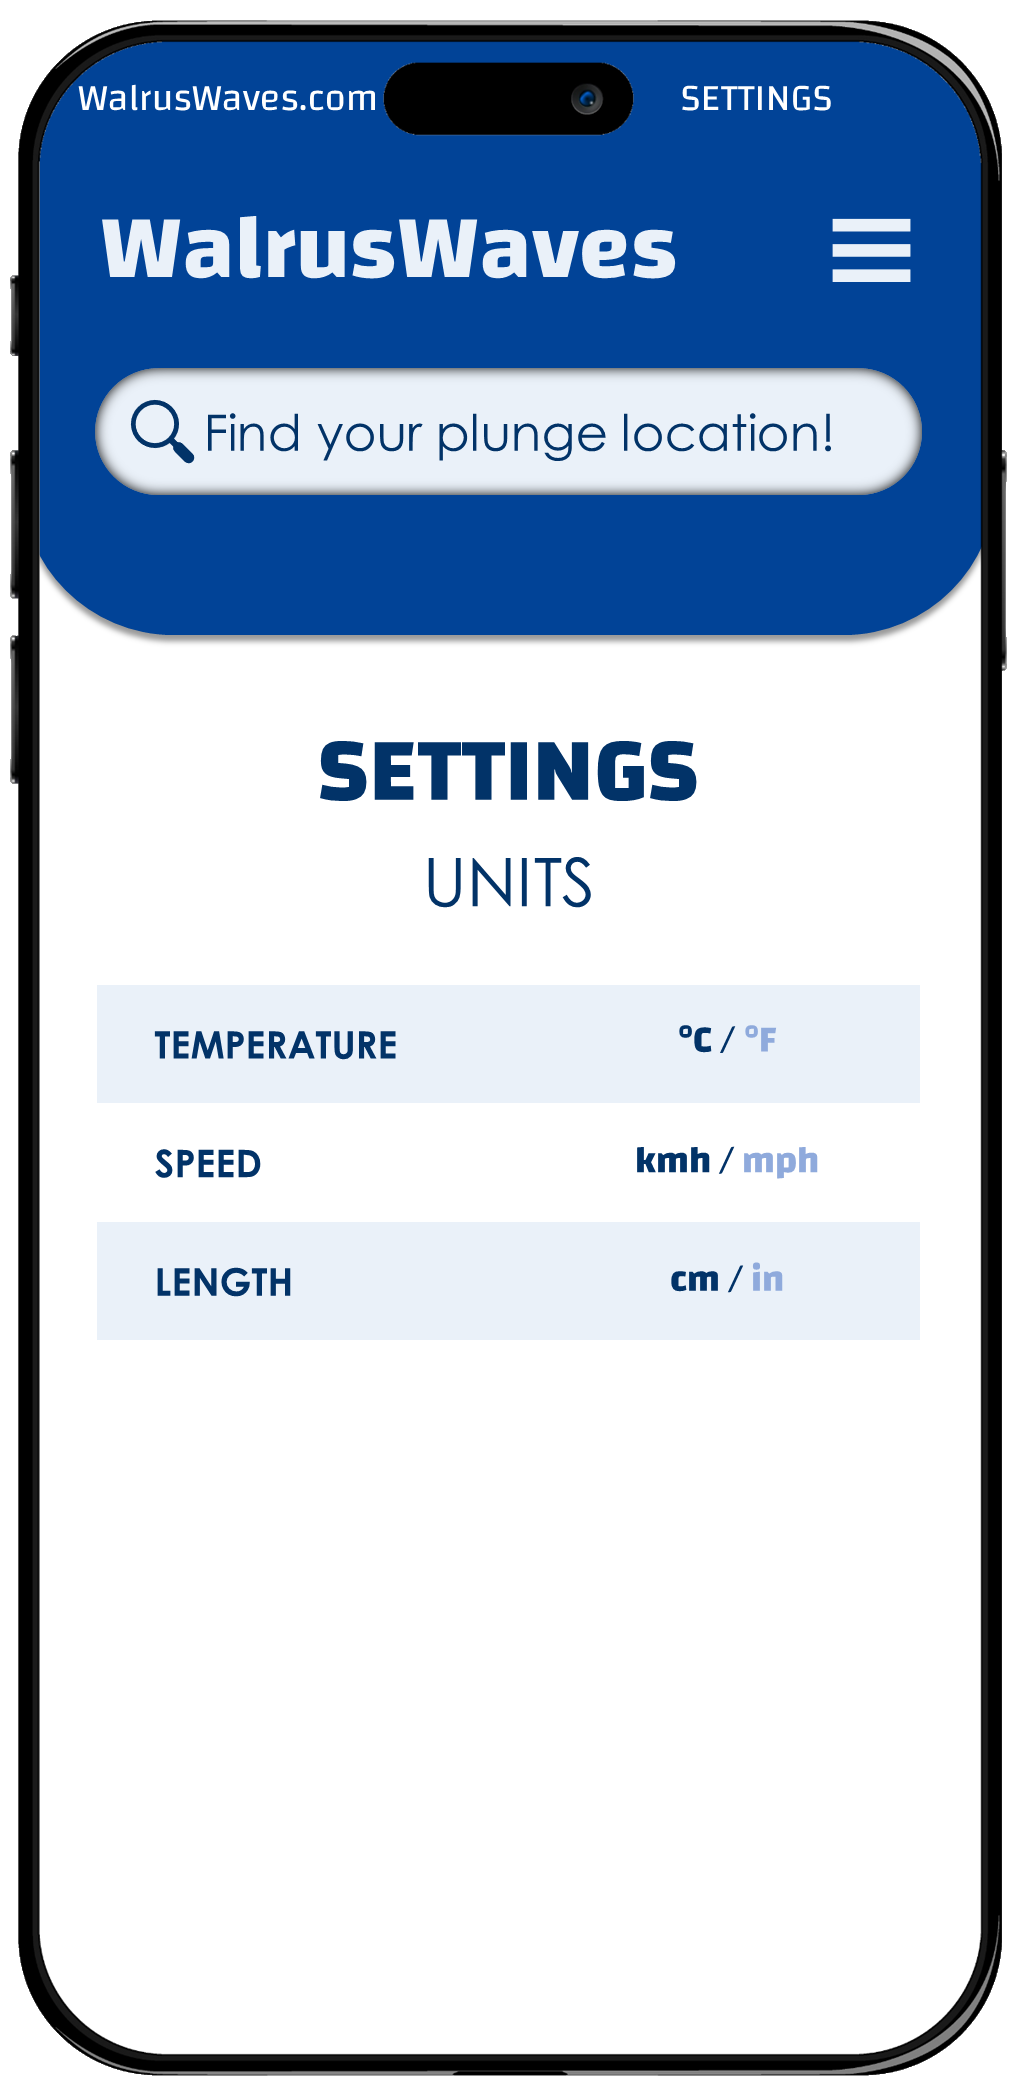 WalrusWaves.com SETTINGS
WalrusWaves
Find your plunge location!
SETTINGS
UNITS
TEMPERATURE °C / °F
SPEED kmh / mph
LENGTH cm / in